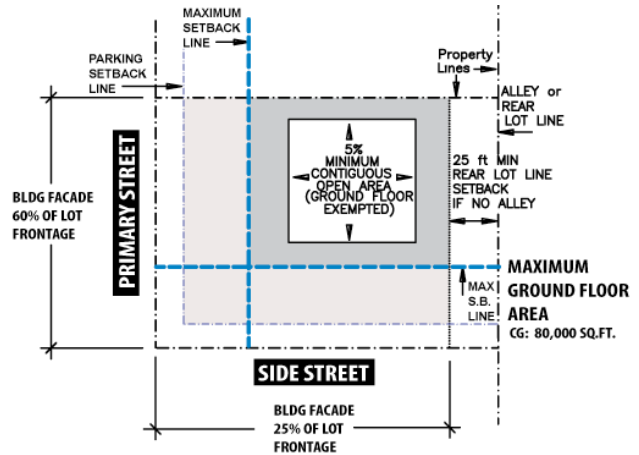 MAXIMUM
SETBACK
LINE
PARKING
SETBACK
LINE
Property
Lines
ALLEY or
REAR
LOT LINE
5%
MINIMUM
CONTIGUOUS
OPEN AREA
(GROUND FLOOR
EXEMPTED)
25 ft MIN
REAR LOT LINE
SETBACK
IF NO ALLEY
BLDG FACADE
60% OF LOT
FRONTAGE
PRIMARY STREET
MAX
S.B.
LINE
MAXIMUM
GROUND FLOOR
AREA
CG: 80,000 SQ.FT.
SIDE STREET
BLDG FACADE
25% OF LOT
FRONTAGE